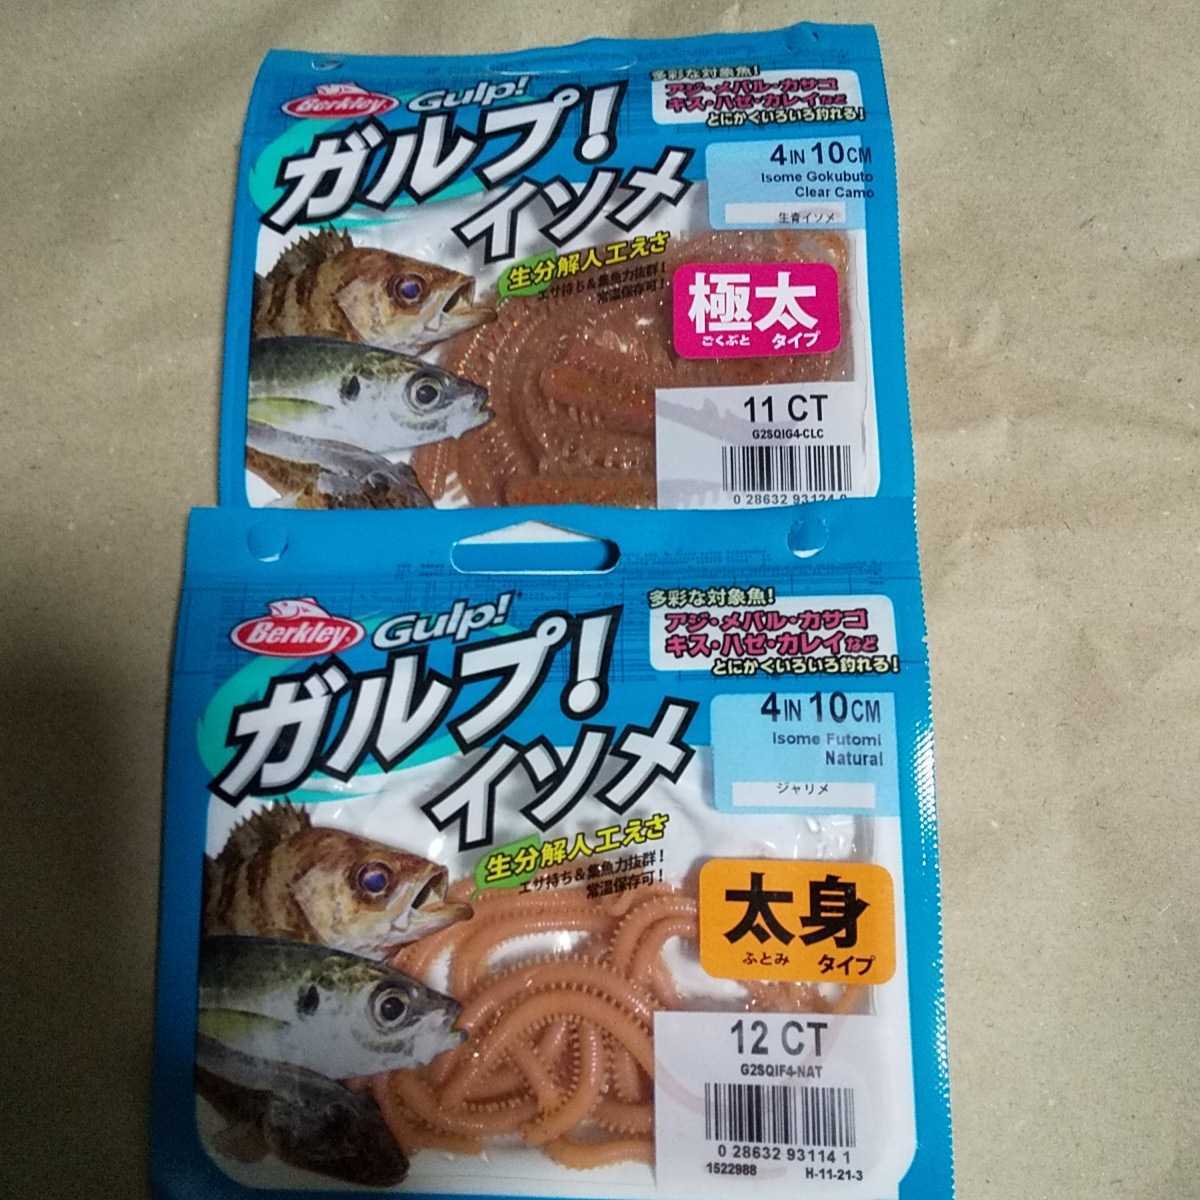 Berkley
Gulp!
ガルプ!
イソメ
生分解人工えさ
エサ持ち&集魚力抜群!
常温保存可!
多彩な対象魚!
アジ・メバル・カサゴ
キス・ハゼ・カレイなど
とにかくいろいろ釣れる!
4IN 10CM
Isome Gokubuto
Clear Camo
生青イソメ
極太
ごくぶと タイプ
11 CT
G2SQIG4-CLC
0 28632 93124 0
Berkley
Gulp!
ガルプ!
イソメ
生分解人工えさ
エサ持ち&集魚力抜群!
常温保存可!
多彩な対象魚!
アジ・メバル・カサゴ
キス・ハゼ・カレイなど
とにかくいろいろ釣れる!
4IN 10CM
Isome Futomi
Natural
ジャリメ
太身
ふとみ タイプ
12 CT
G2SQIF4-NAT
0 28632 93114 1
1522988 H-11-21-3